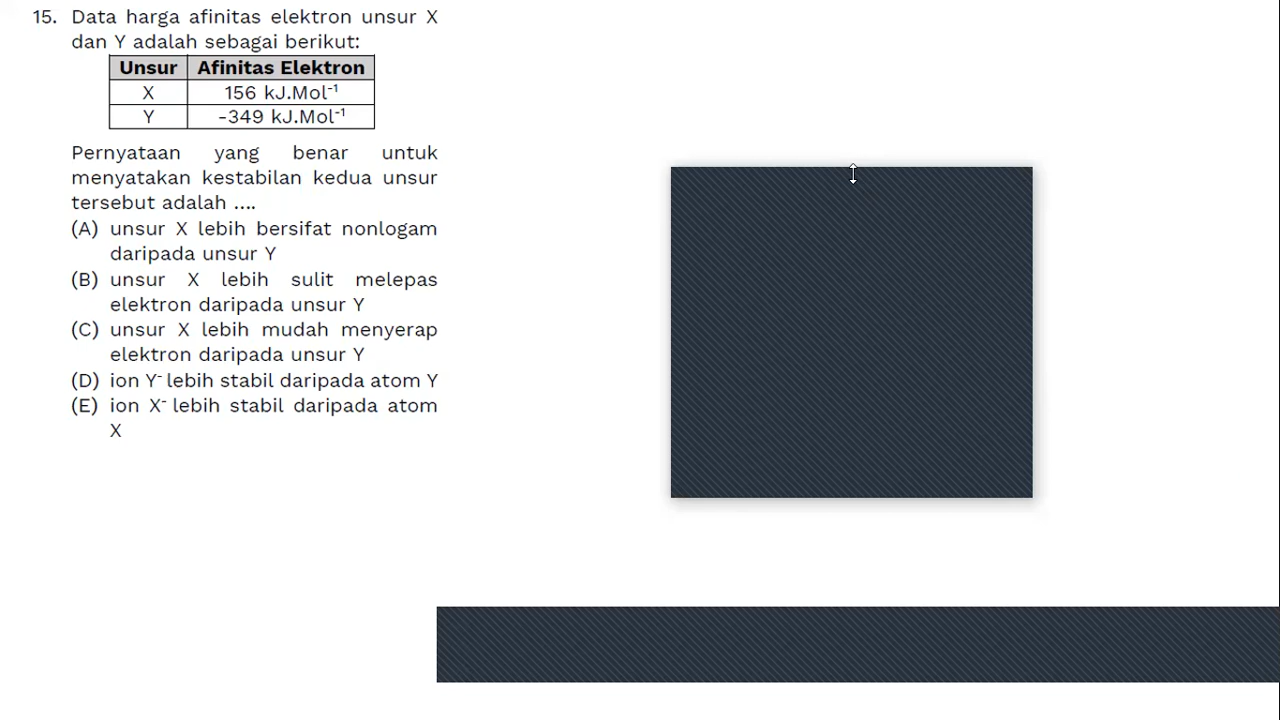 15. Data harga afinitas elektron unsur X
dan Y adalah sebagai berikut:
Unsur Afinitas Elektron
X 156 kJ.Mol⁻¹
Y -349 kJ.Mol⁻¹
Pernyataan yang benar untuk
menyatakan kestabilan kedua unsur
tersebut adalah ....
(A) unsur X lebih bersifat nonlogam
daripada unsur Y
(B) unsur X lebih sulit melepas
elektron daripada unsur Y
(C) unsur X lebih mudah menyerap
elektron daripada unsur Y
(D) ion Y⁻ lebih stabil daripada atom Y
(E) ion X⁻ lebih stabil daripada atom
X